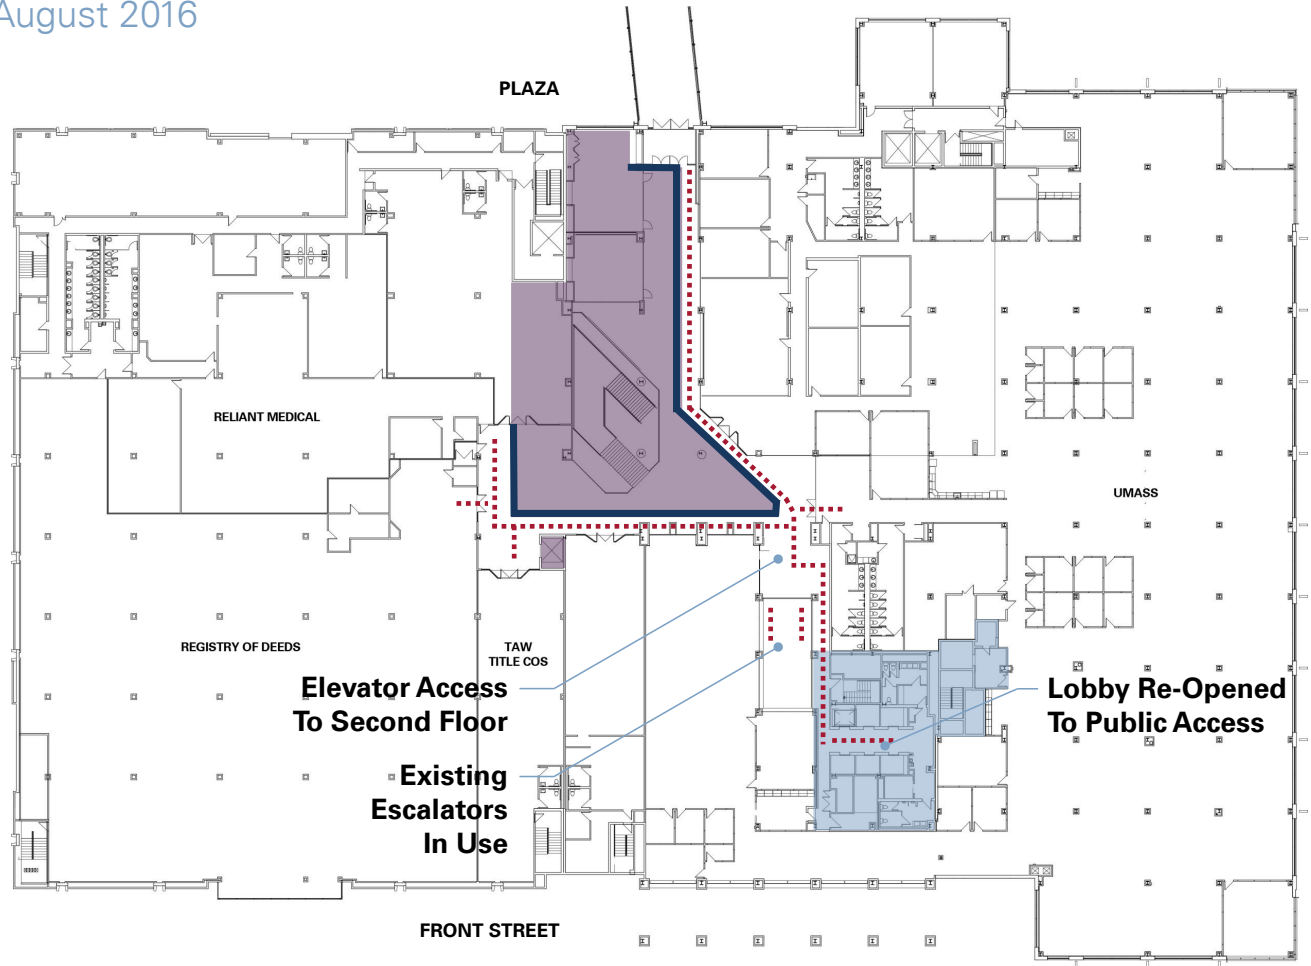 August 2016
PLAZA
RELIANT MEDICAL
UMASS
REGISTRY OF DEEDS
TAW
TITLE COS
Elevator Access
To Second Floor
Lobby Re-Opened
To Public Access
Existing
Escalators
In Use
FRONT STREET